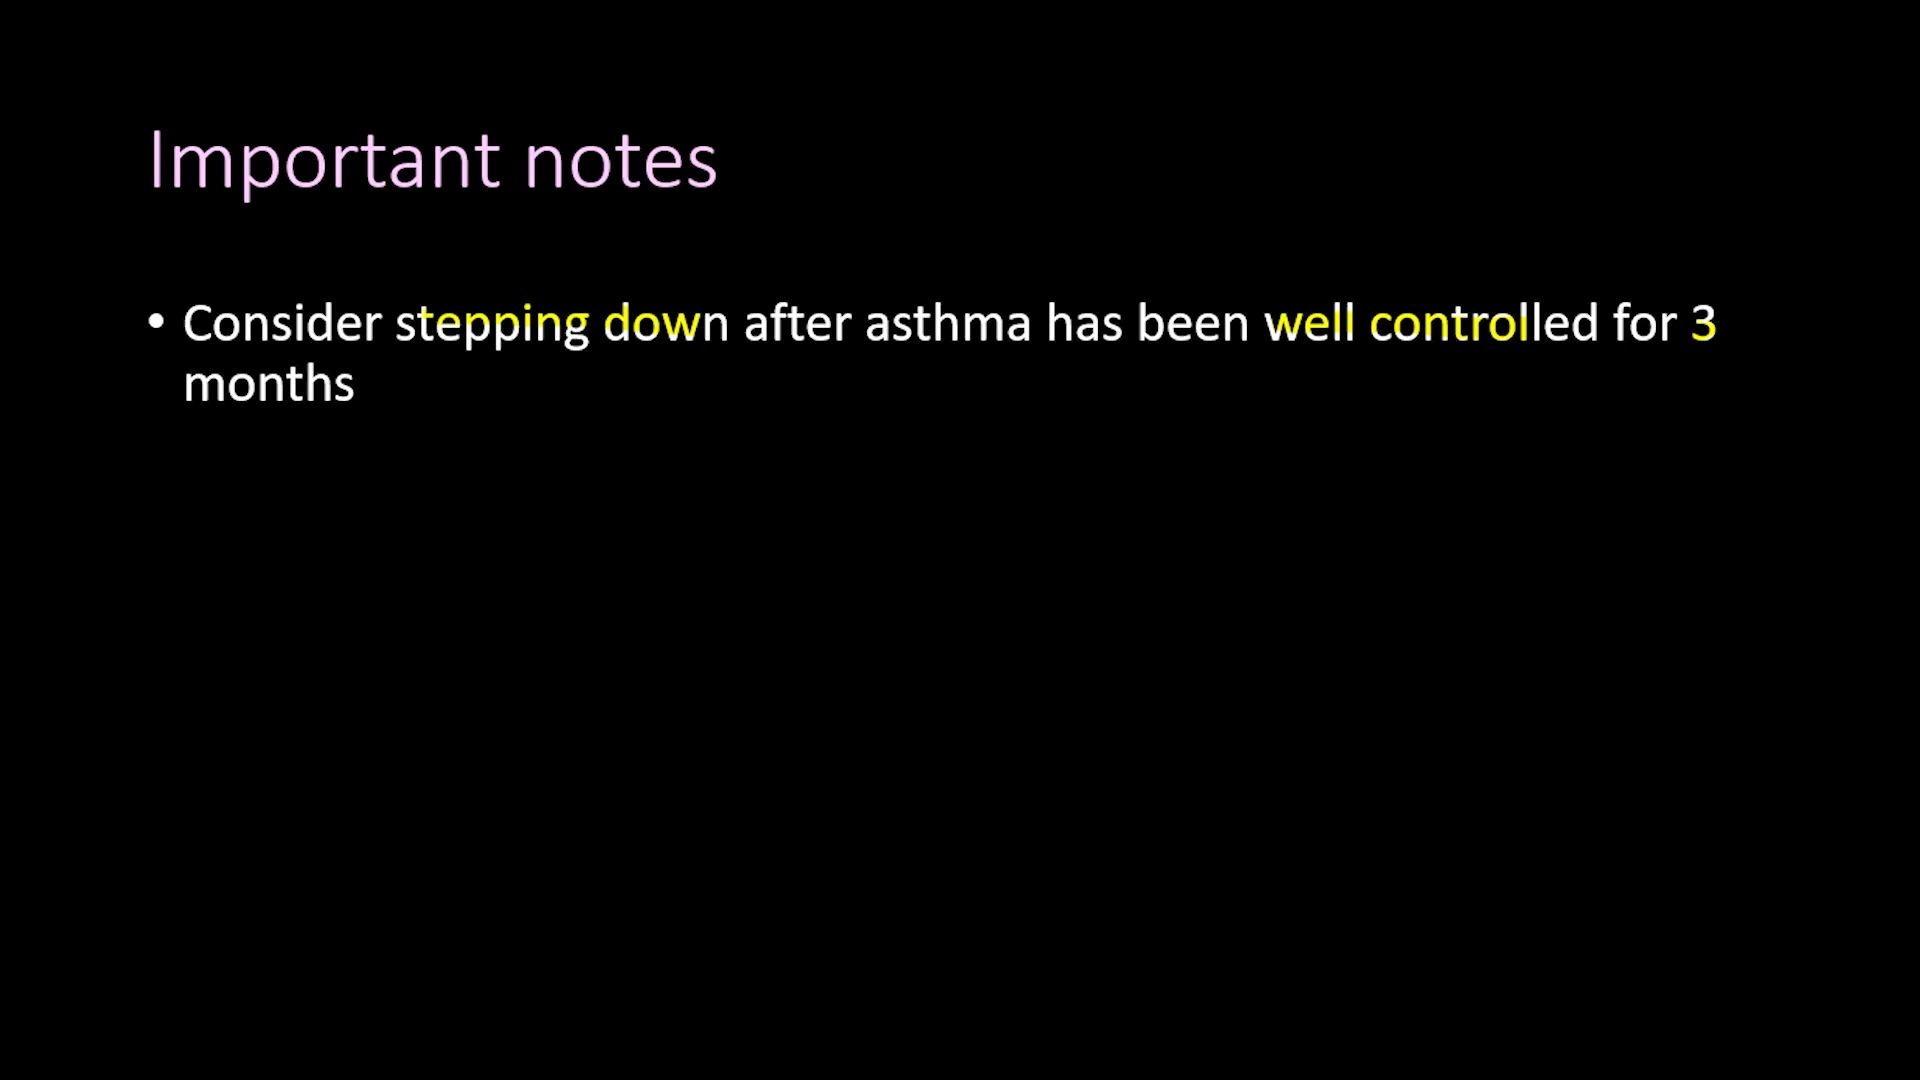 Important notes
• Consider stepping down after asthma has been well controlled for 3
months